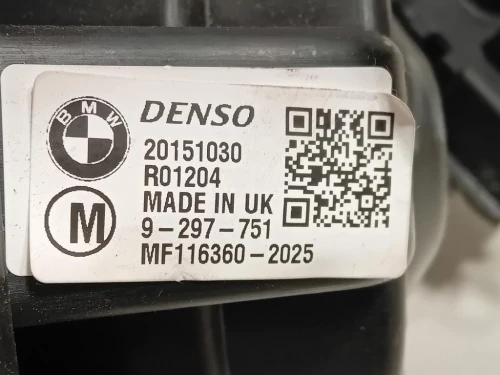 BMW
DENSO
20151030
R01204
M
MADE IN UK
9-297-751
MF116360-2025